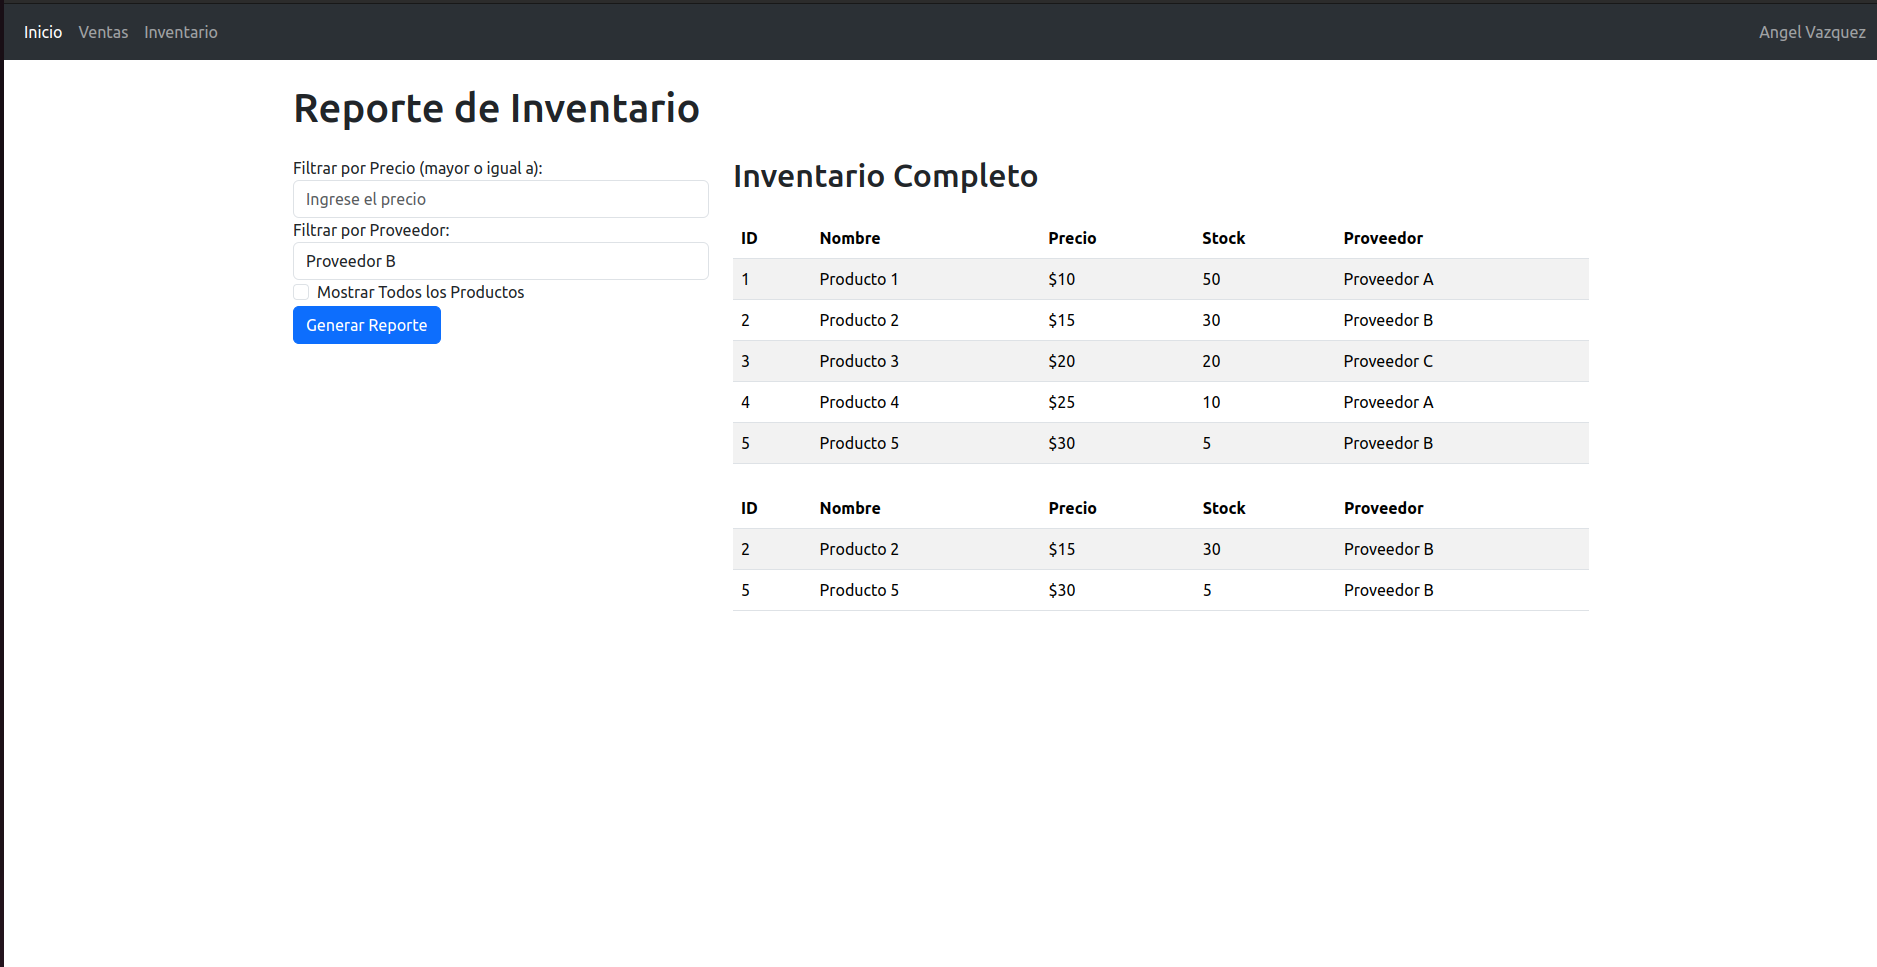 Inicio Ventas Inventario Angel Vazquez
Reporte de Inventario
Filtrar por Precio (mayor o igual a):
Ingrese el precio
Filtrar por Proveedor:
Proveedor B
Mostrar Todos los Productos
Generar Reporte
Inventario Completo
ID Nombre Precio Stock Proveedor
1 Producto 1 $10 50 Proveedor A
2 Producto 2 $15 30 Proveedor B
3 Producto 3 $20 20 Proveedor C
4 Producto 4 $25 10 Proveedor A
5 Producto 5 $30 5 Proveedor B
ID Nombre Precio Stock Proveedor
2 Producto 2 $15 30 Proveedor B
5 Producto 5 $30 5 Proveedor B